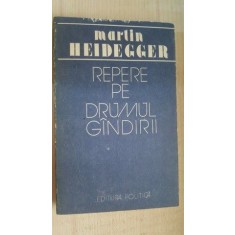 martin
HEIDEGGER
REPERE
PE
DRUMUL
GÎNDIRII
EDITURA POLITICĂ